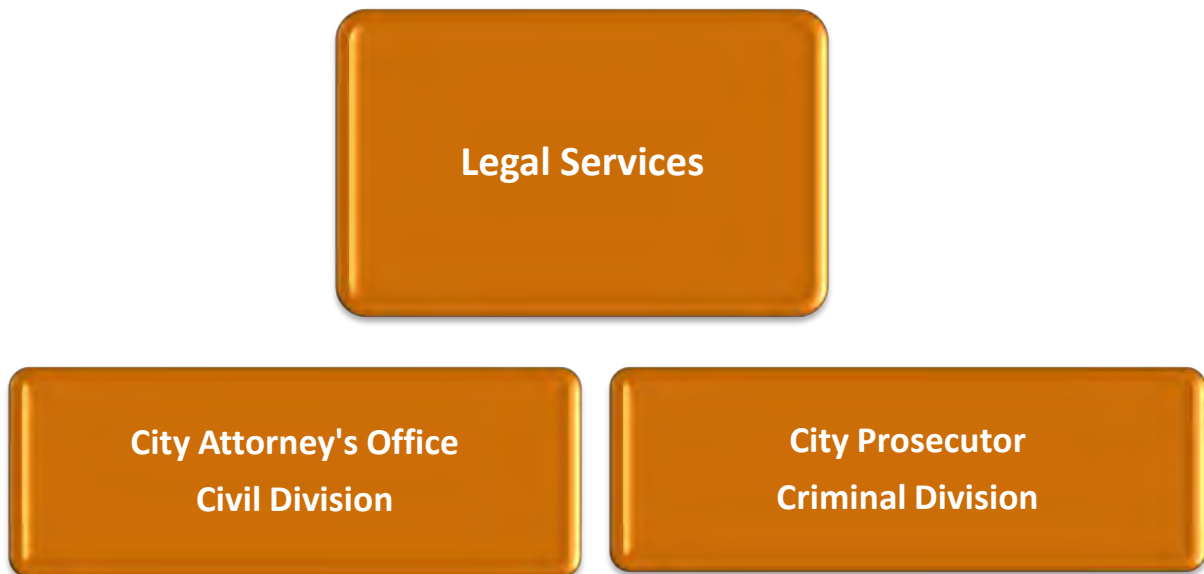 Legal Services
City Attorney's Office
Civil Division
City Prosecutor
Criminal Division